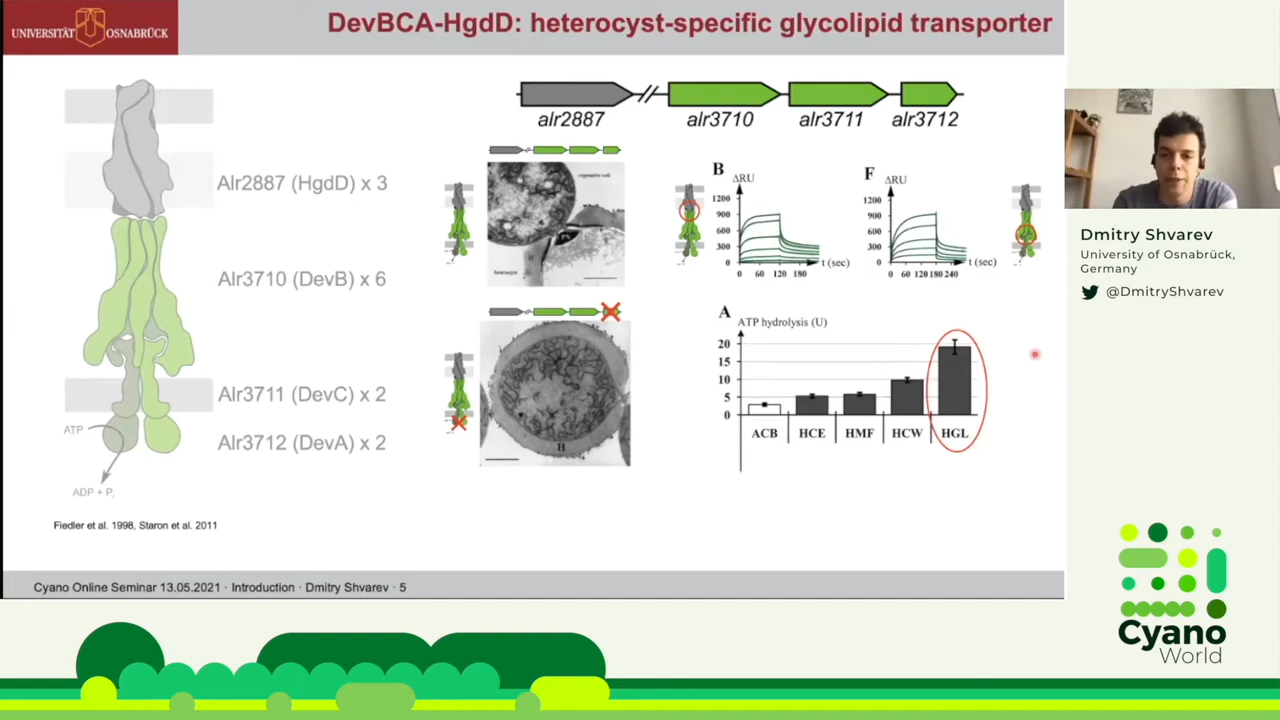 UNIVERSITÄT OSNABRÜCK
DevBCA-HgdD: heterocyst-specific glycolipid transporter
Alr2887 (HgdD) x 3
Alr3710 (DevB) x 6
Alr3711 (DevC) x 2
Alr3712 (DevA) x 2
ATP
ADP + Pi
Fiedler et al. 1998, Staron et al. 2011
alr2887
alr3710
alr3711
alr3712
vegetative cell
heterocyst
H
B
ΔRU
1200
900
600
300
0
0 60 120 180
t (sec)
F
ΔRU
1200
900
600
300
0
0 60 120 180 240
t (sec)
A
ATP hydrolysis (U)
20
15
10
5
0
ACB HCE HMF HCW HGL
Cyano Online Seminar 13.05.2021 · Introduction · Dmitry Shvarev · 5
Dmitry Shvarev
University of Osnabrück,
Germany
@DmitryShvarev
Cyano
World